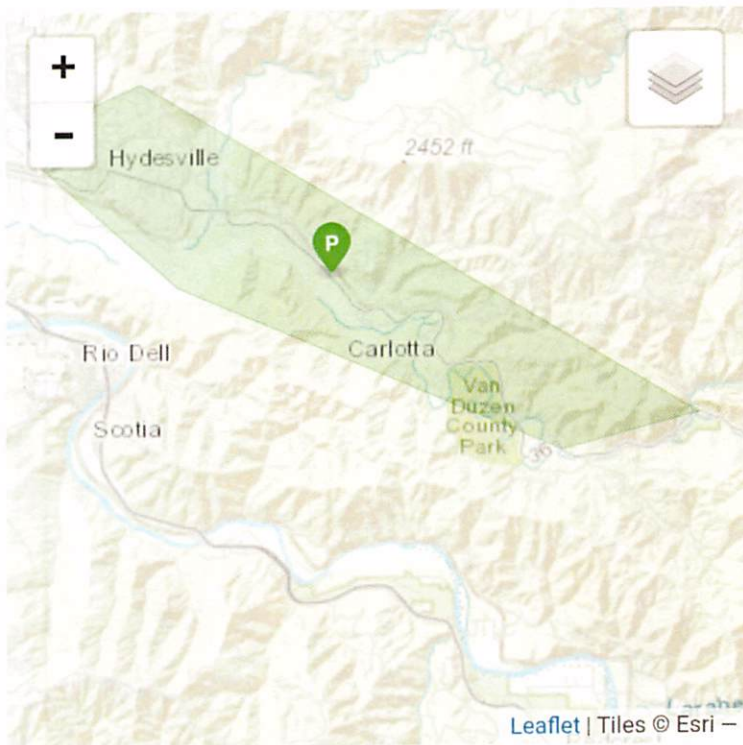 +
−
Hydesville
2452 ft
P
Rio Dell
Carlotta
Van
Duzen
County
Park
Scotia
36
Leaflet | Tiles © Esri —